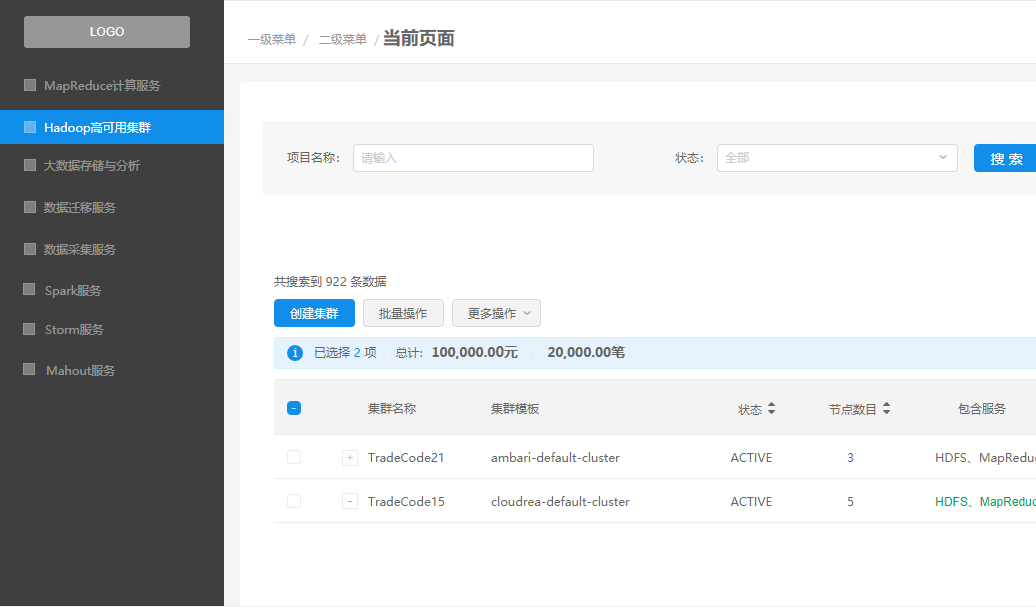 LOGO
MapReduce计算服务
Hadoop高可用集群
大数据存储与分析
数据迁移服务
数据采集服务
Spark服务
Storm服务
Mahout服务
一级菜单 / 二级菜单 / 当前页面
项目名称: 请输入 状态: 全部 搜 索
共搜索到 922 条数据
创建集群 批量操作 更多操作
已选择 2 项 总计: 100,000.00元 20,000.00笔
集群名称 集群模板 状态 节点数目 包含服务
TradeCode21 ambari-default-cluster ACTIVE 3 HDFS、MapRedu
TradeCode15 cloudrea-default-cluster ACTIVE 5 HDFS、MapReduc